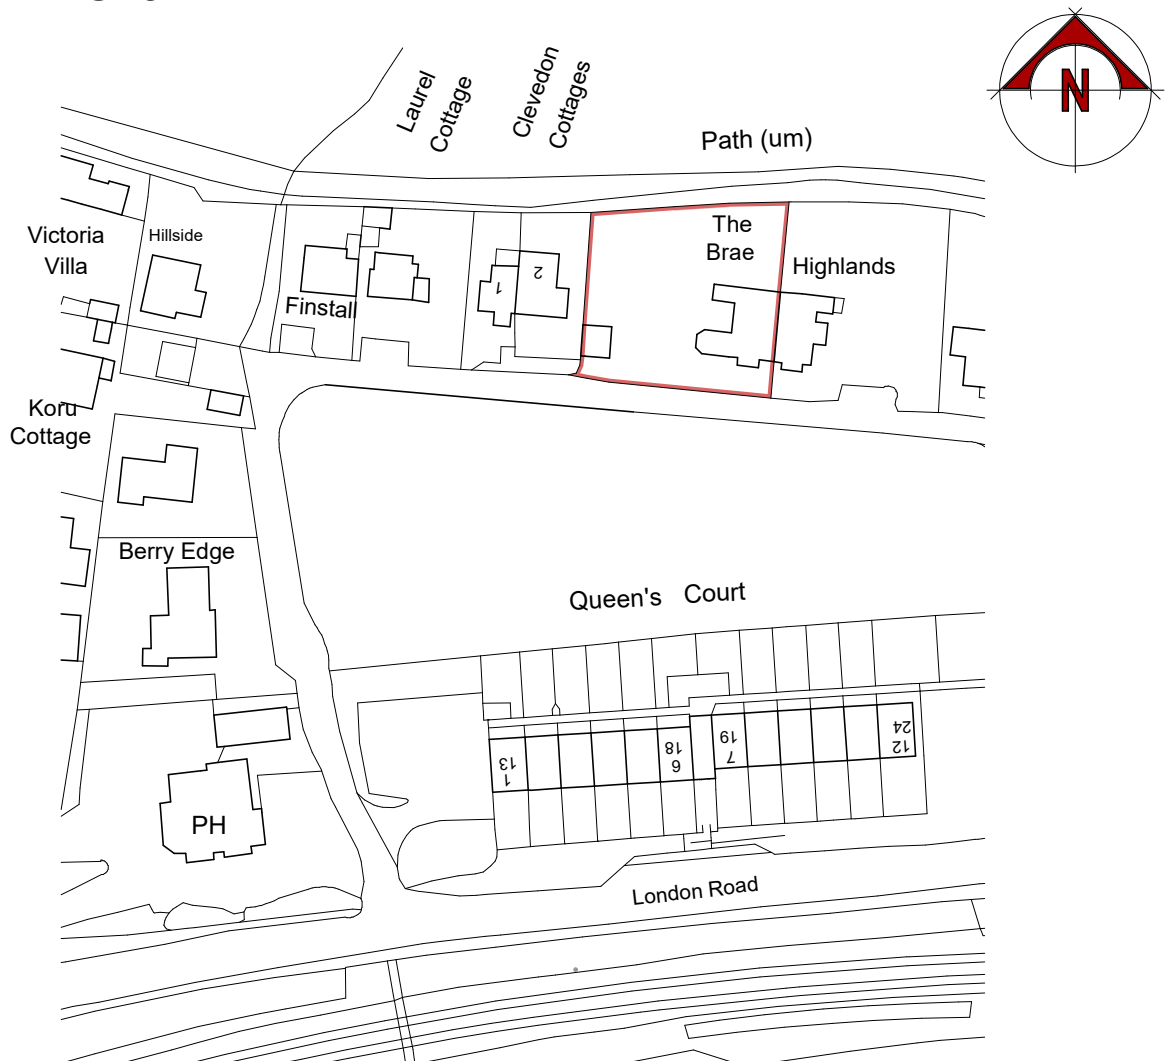 N
Laurel
Cottage
Clevedon
Cottages
Path (um)
The
Brae
Victoria
Villa
Hillside
Highlands
Finstall
1
2
Koru
Cottage
Berry Edge
Queen's Court
13
1
18
6
19
7
24
12
PH
London Road